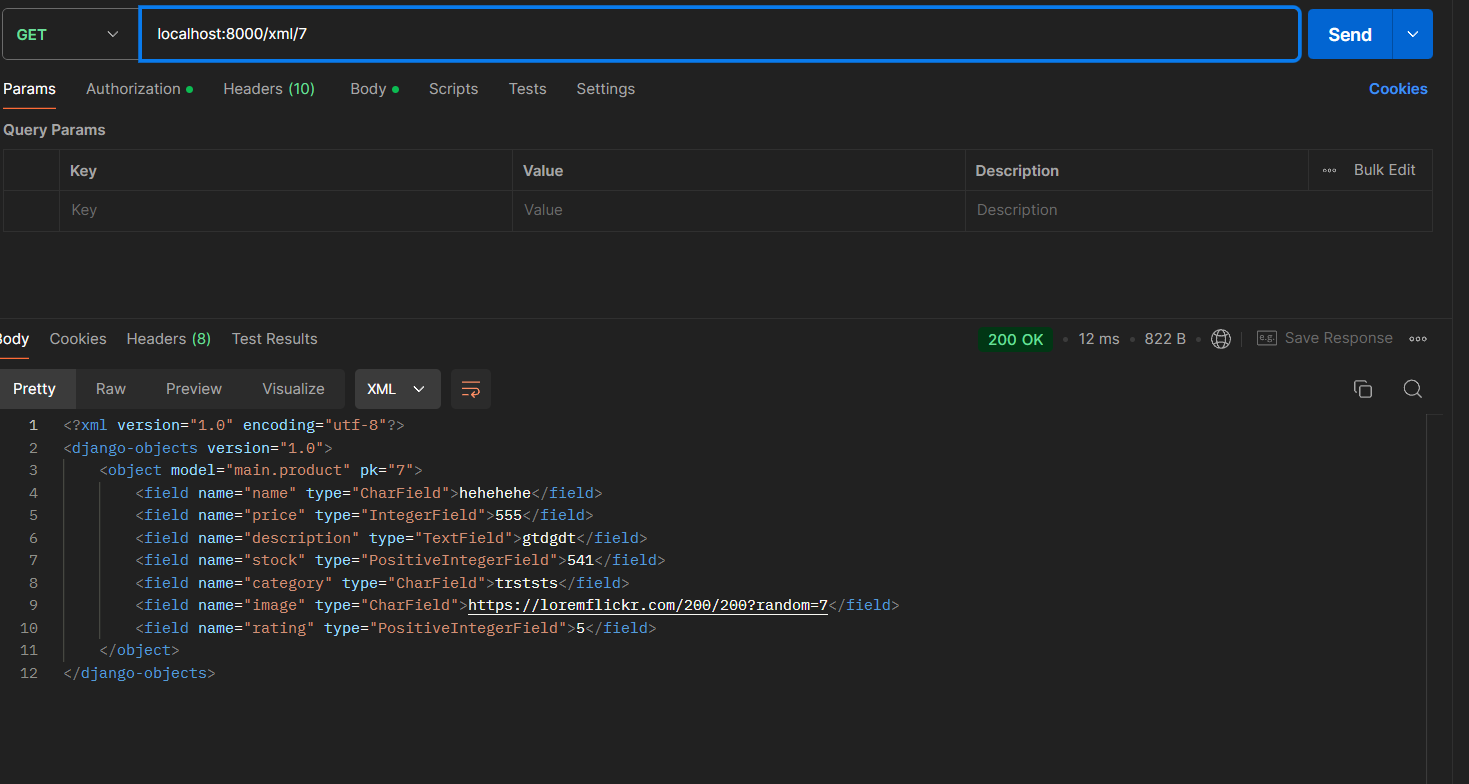 GET localhost:8000/xml/7 Send
Params Authorization Headers (10) Body Scripts Tests Settings Cookies
Query Params
Key Value Description Bulk Edit
Key Value Description
Body Cookies Headers (8) Test Results 200 OK 12 ms 822 B e.g. Save Response
Pretty Raw Preview Visualize XML
1 <?xml version="1.0" encoding="utf-8"?>
2 <django-objects version="1.0">
3 <object model="main.product" pk="7">
4 <field name="name" type="CharField">hehehehe</field>
5 <field name="price" type="IntegerField">555</field>
6 <field name="description" type="TextField">gtdgdt</field>
7 <field name="stock" type="PositiveIntegerField">541</field>
8 <field name="category" type="CharField">trststs</field>
9 <field name="image" type="CharField">https://loremflickr.com/200/200?random=7</field>
10 <field name="rating" type="PositiveIntegerField">5</field>
11 </object>
12 </django-objects>